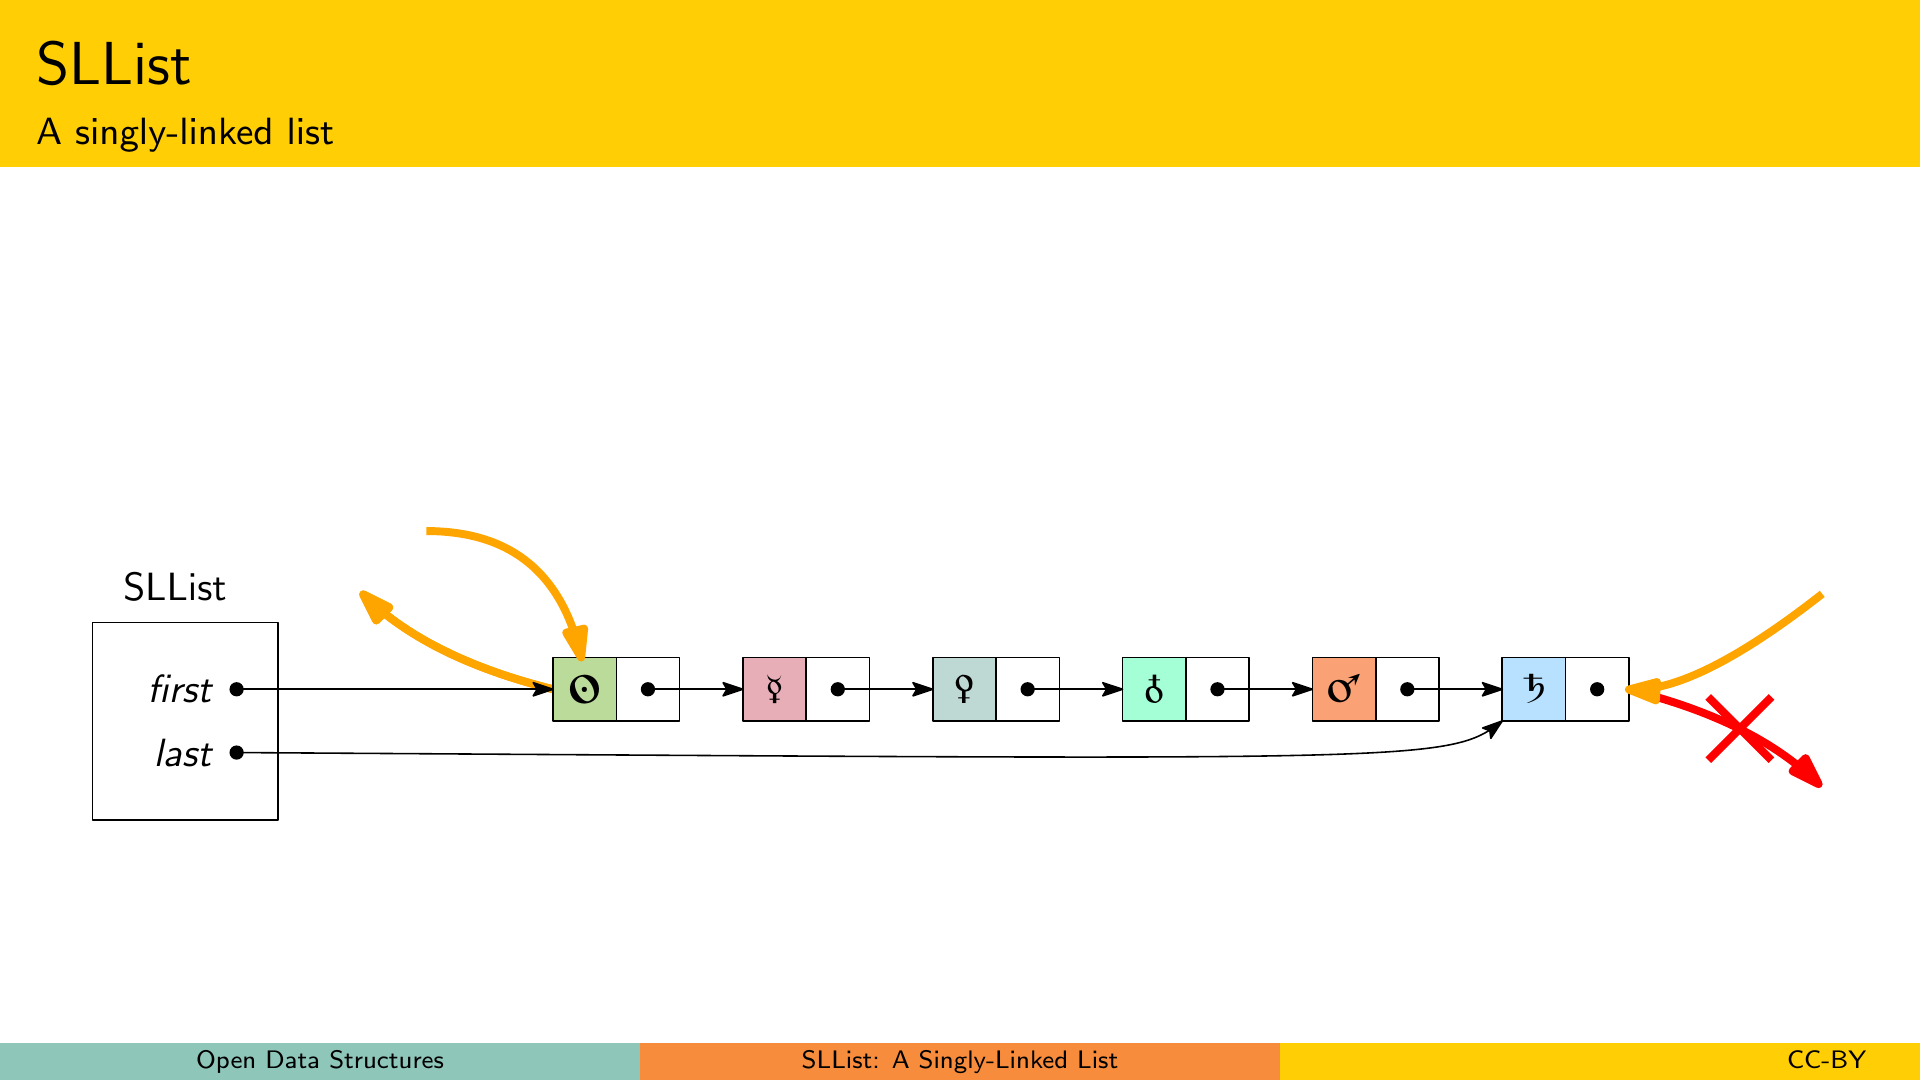 SLList
A singly-linked list
SLList
first
last
☉ ☿ ♀ ♁ ♂ ♄
Open Data Structures
SLList: A Singly-Linked List
CC-BY